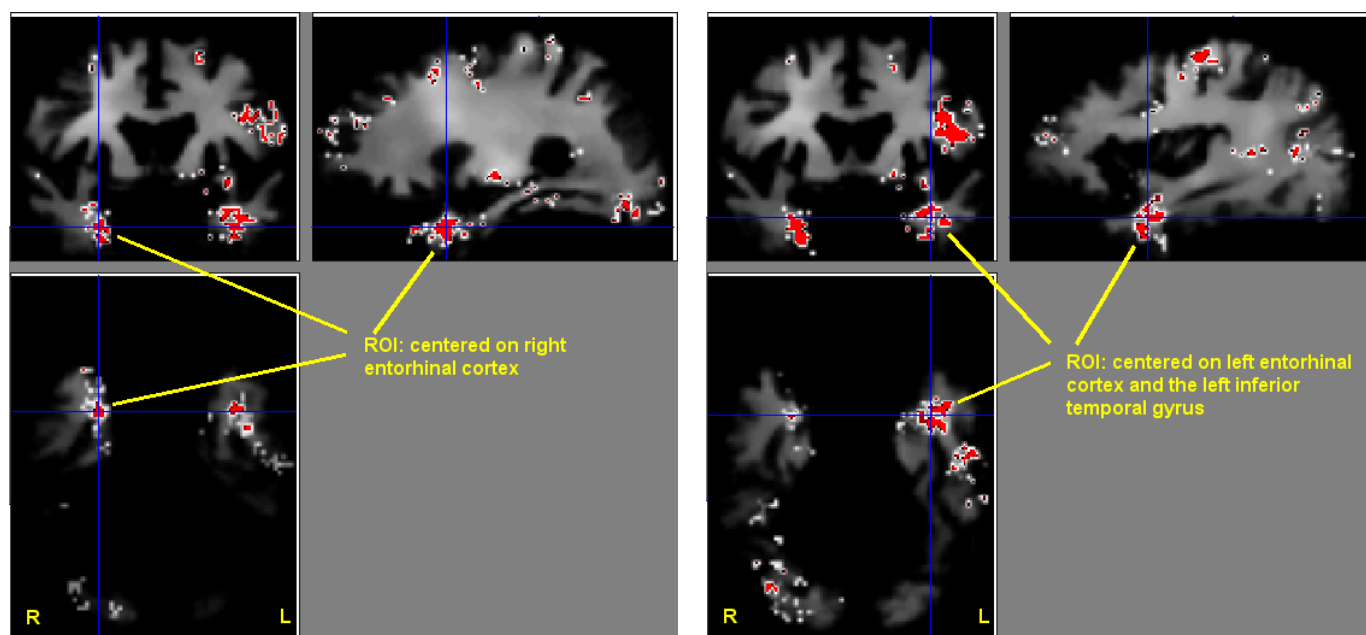 ROI: centered on right
entorhinal cortex
R
L
ROI: centered on left entorhinal
cortex and the left inferior
temporal gyrus
R
L